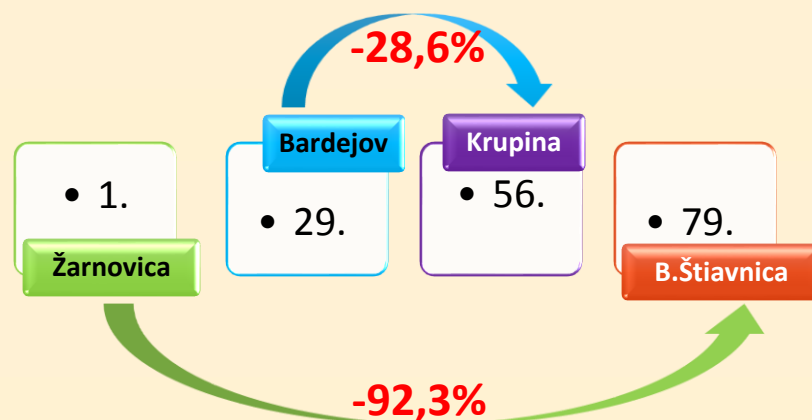 -28,6%
Bardejov
Krupina
• 1.
• 29.
• 56.
• 79.
Žarnovica
B.Štiavnica
-92,3%